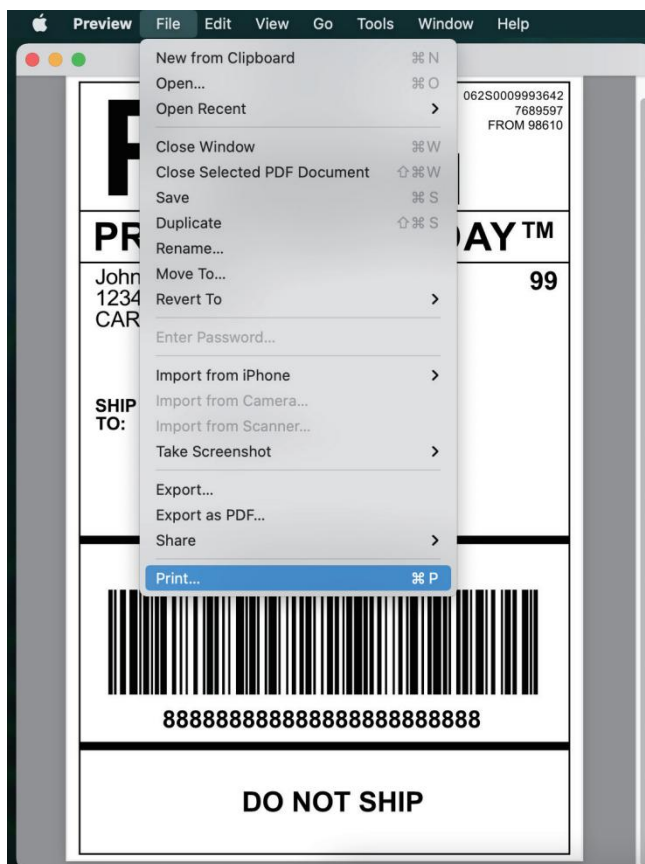 Preview File Edit View Go Tools Window Help
New from Clipboard ⌘ N
Open... ⌘ O
Open Recent >
Close Window ⌘ W
Close Selected PDF Document ⇧ ⌘ W
Save ⌘ S
Duplicate ⇧ ⌘ S
Rename...
Move To...
Revert To >
Enter Password...
Import from iPhone >
Import from Camera...
Import from Scanner...
Take Screenshot >
Export...
Export as PDF...
Share >
Print... ⌘ P
062S0009993642
7689597
FROM 98610
PR AY™
John 99
1234
CAR
SHIP
TO:
888888888888888888888888
DO NOT SHIP